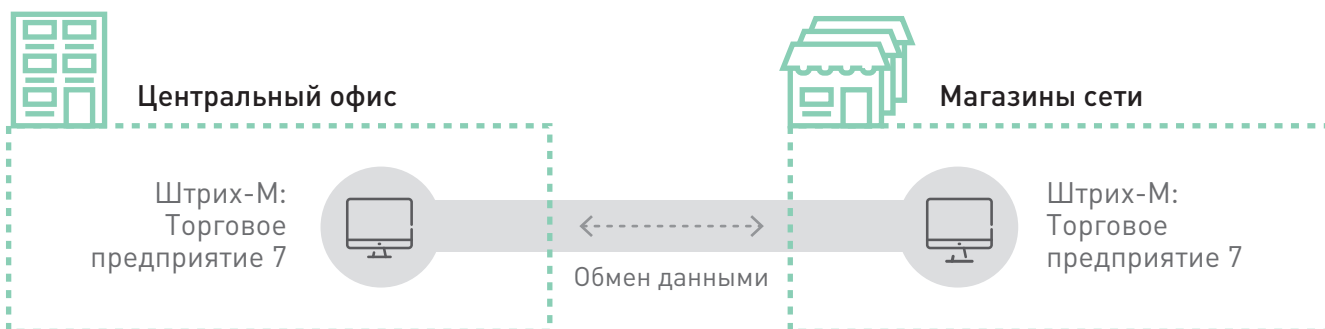 Центральный офис
Магазины сети
Штрих-М:
Торговое
предприятие 7
Обмен данными
Штрих-М:
Торговое
предприятие 7